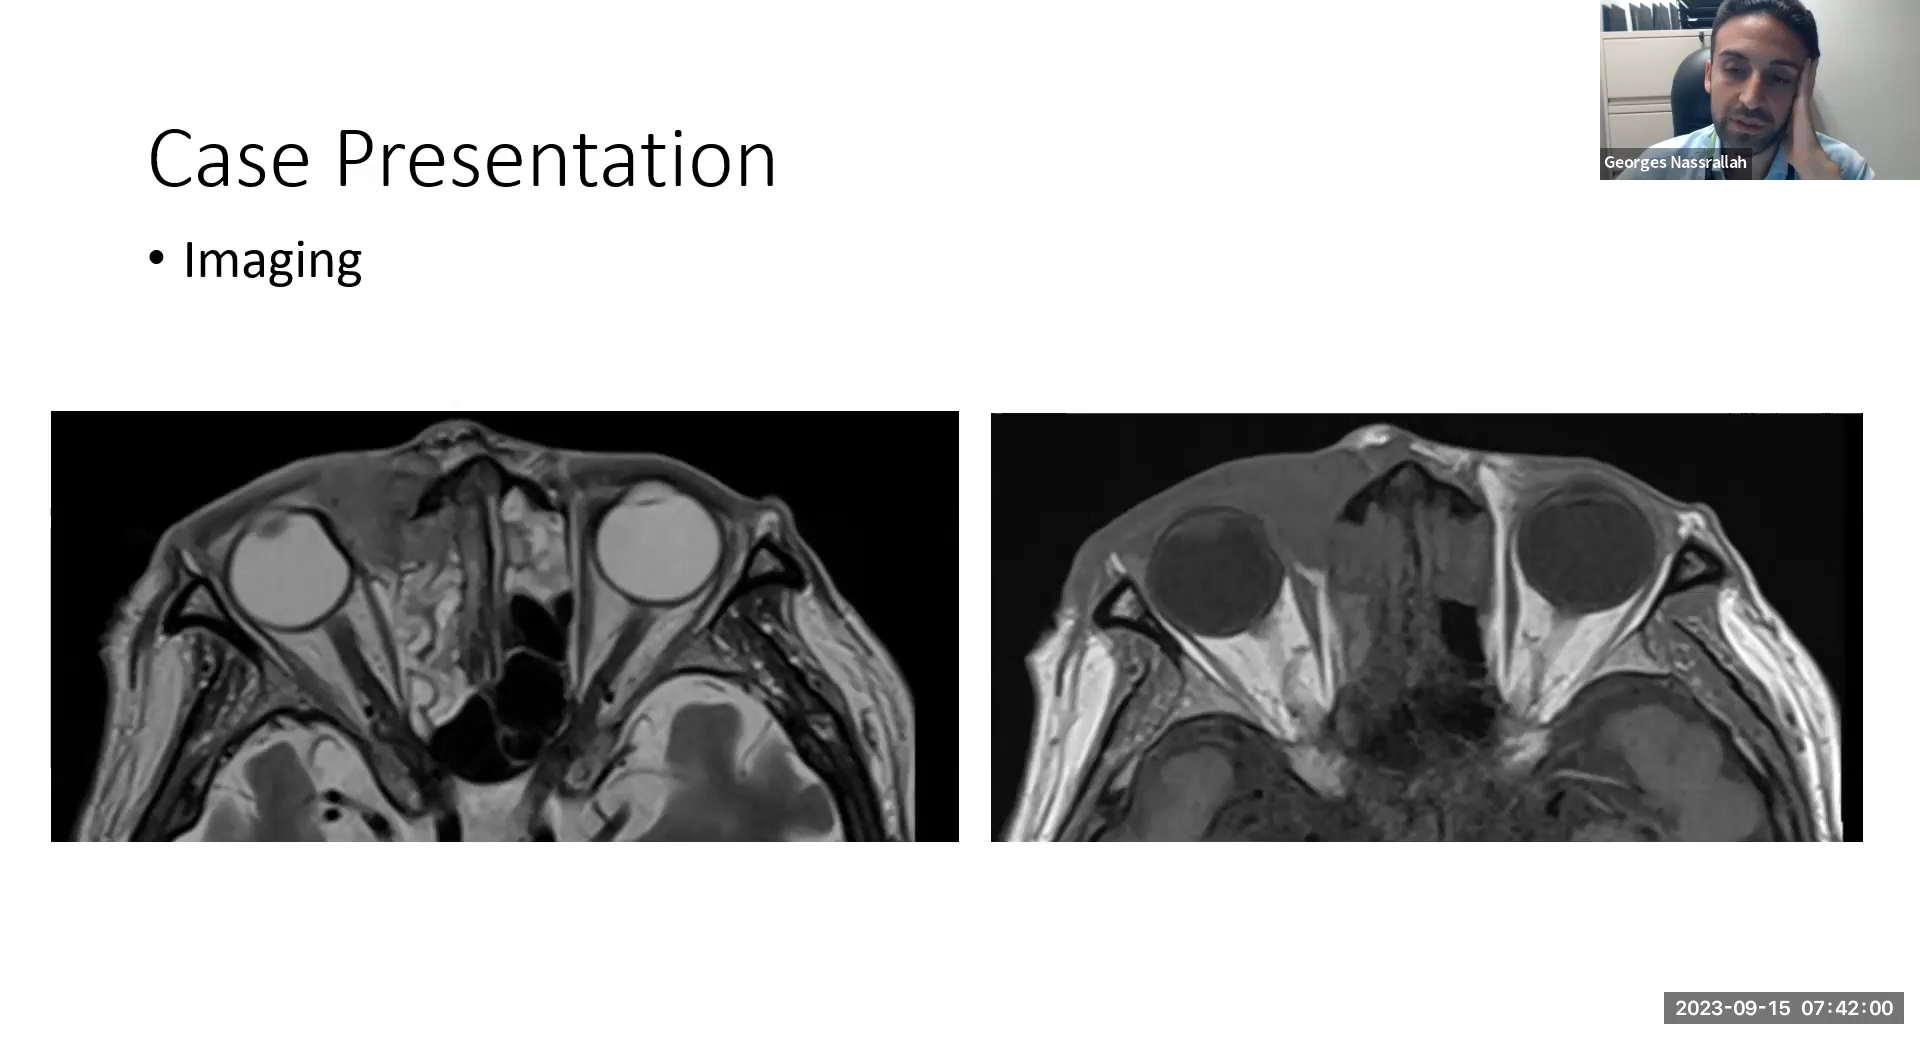 Case Presentation
• Imaging
Georges Nassrallah
2023-09-15 07:42:00